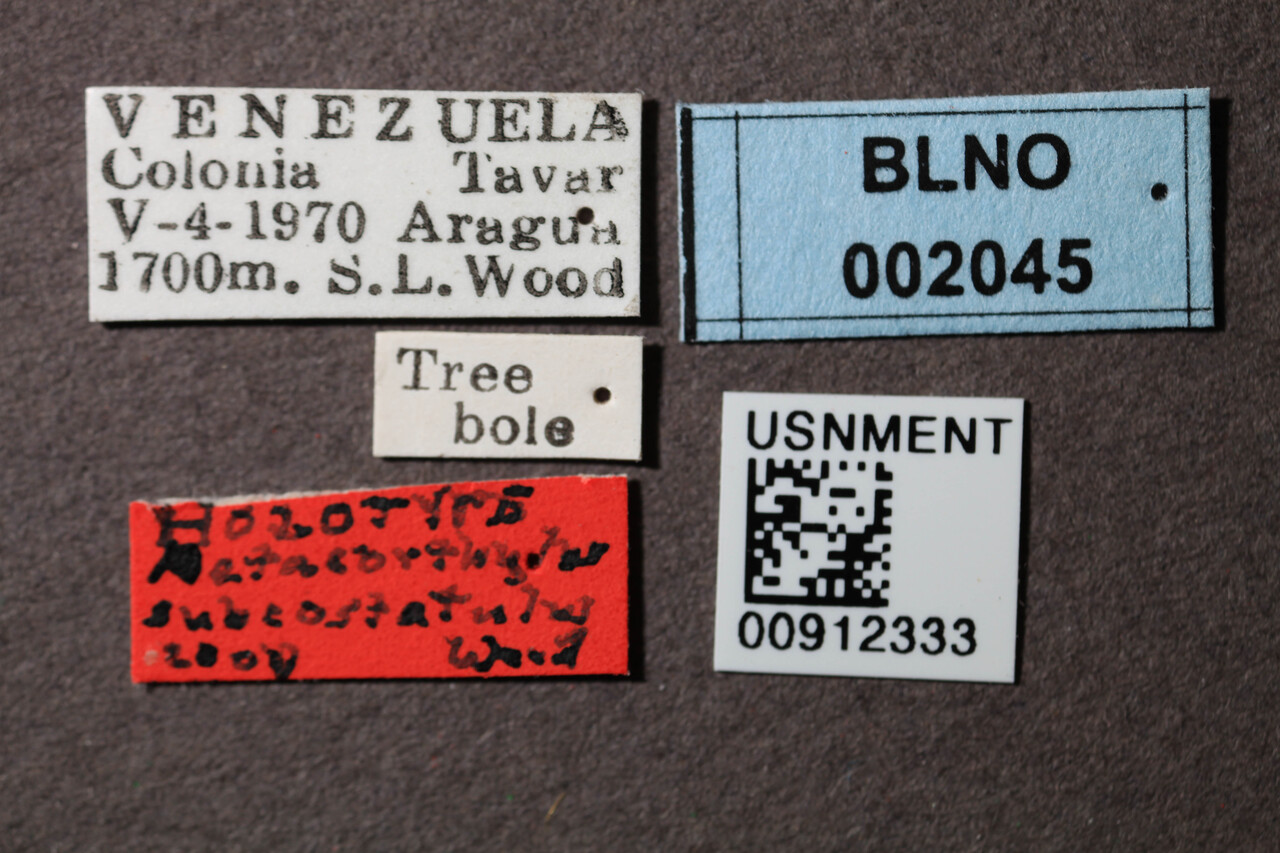 VENEZUELA
Colonia Tavar
V-4-1970 Aragua
1700m. S.L.Wood
BLNO
002045
Tree
bole
USNMENT
00912333
HOLOTYPE
subcostatulus
Wood